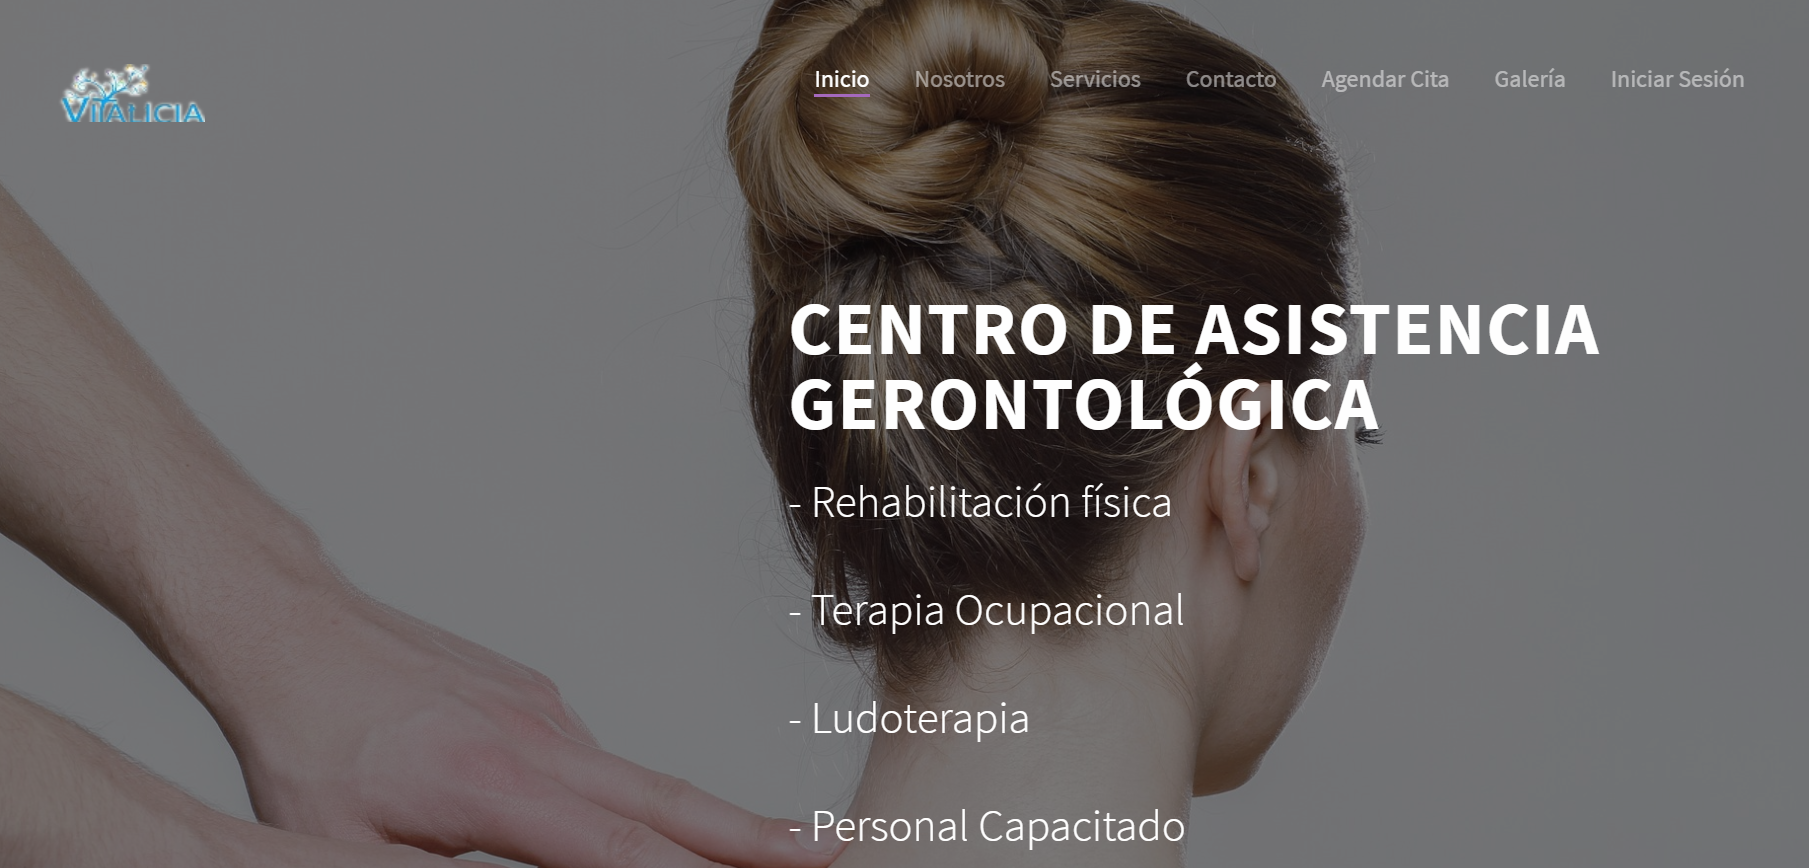 VITALICIA
Inicio Nosotros Servicios Contacto Agendar Cita Galería Iniciar Sesión
CENTRO DE ASISTENCIA
GERONTOLÓGICA
- Rehabilitación física
- Terapia Ocupacional
- Ludoterapia
- Personal Capacitado